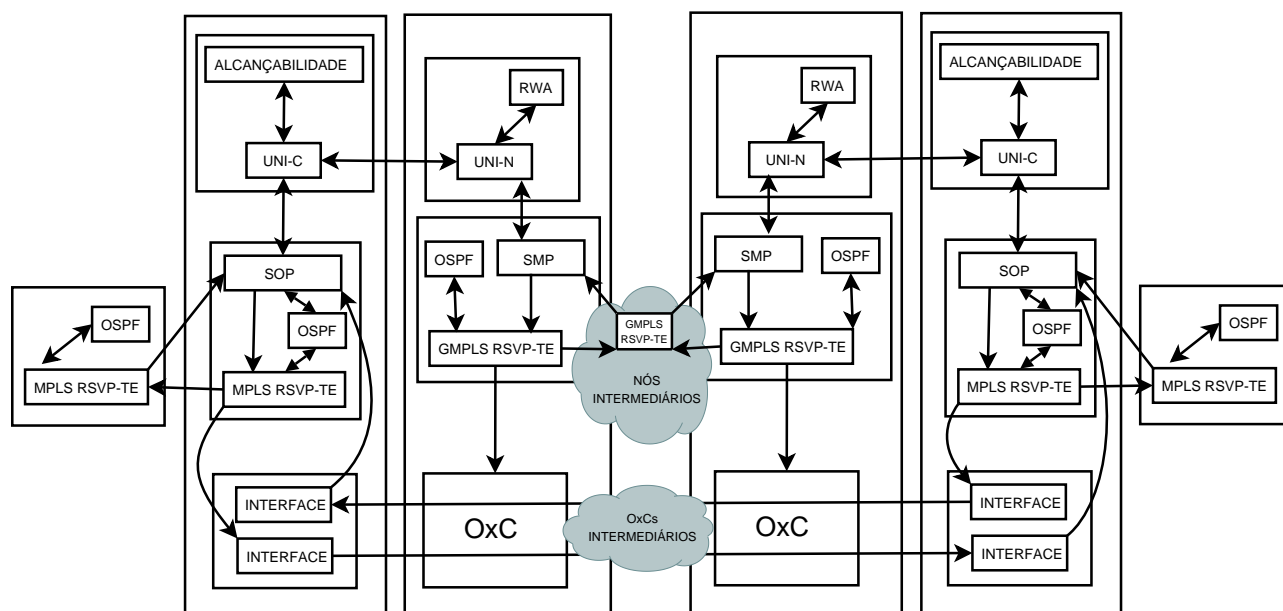 ALCANÇABILIDADE
ALCANÇABILIDADE
RWA
RWA
UNI-C
UNI-N
UNI-N
UNI-C
OSPF
SMP
SMP
OSPF
SOP
SOP
OSPF
OSPF
OSPF
OSPF
GMPLS
RSVP-TE
GMPLS RSVP-TE
GMPLS RSVP-TE
MPLS RSVP-TE
MPLS RSVP-TE
MPLS RSVP-TE
MPLS RSVP-TE
NÓS
INTERMEDIÁRIOS
INTERFACE
INTERFACE
OxC
OxCs
INTERMEDIÁRIOS
OxC
INTERFACE
INTERFACE